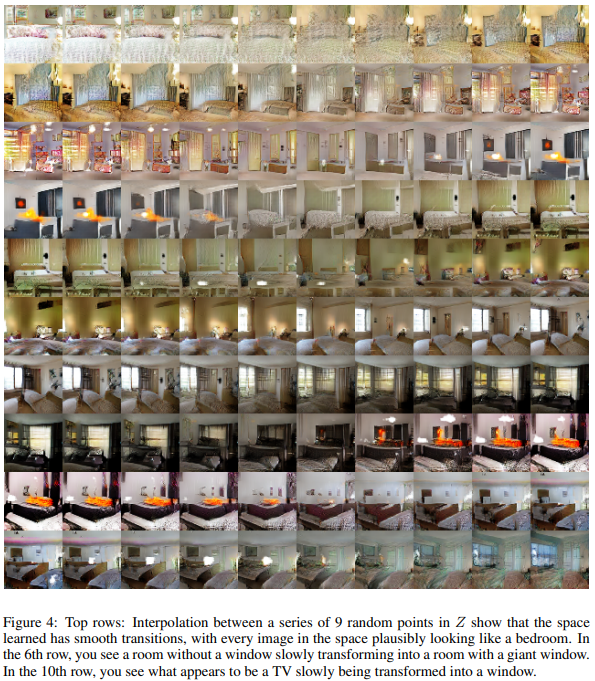 Figure 4: Top rows: Interpolation between a series of 9 random points in Z show that the space
learned has smooth transitions, with every image in the space plausibly looking like a bedroom. In
the 6th row, you see a room without a window slowly transforming into a room with a giant window.
In the 10th row, you see what appears to be a TV slowly being transformed into a window.